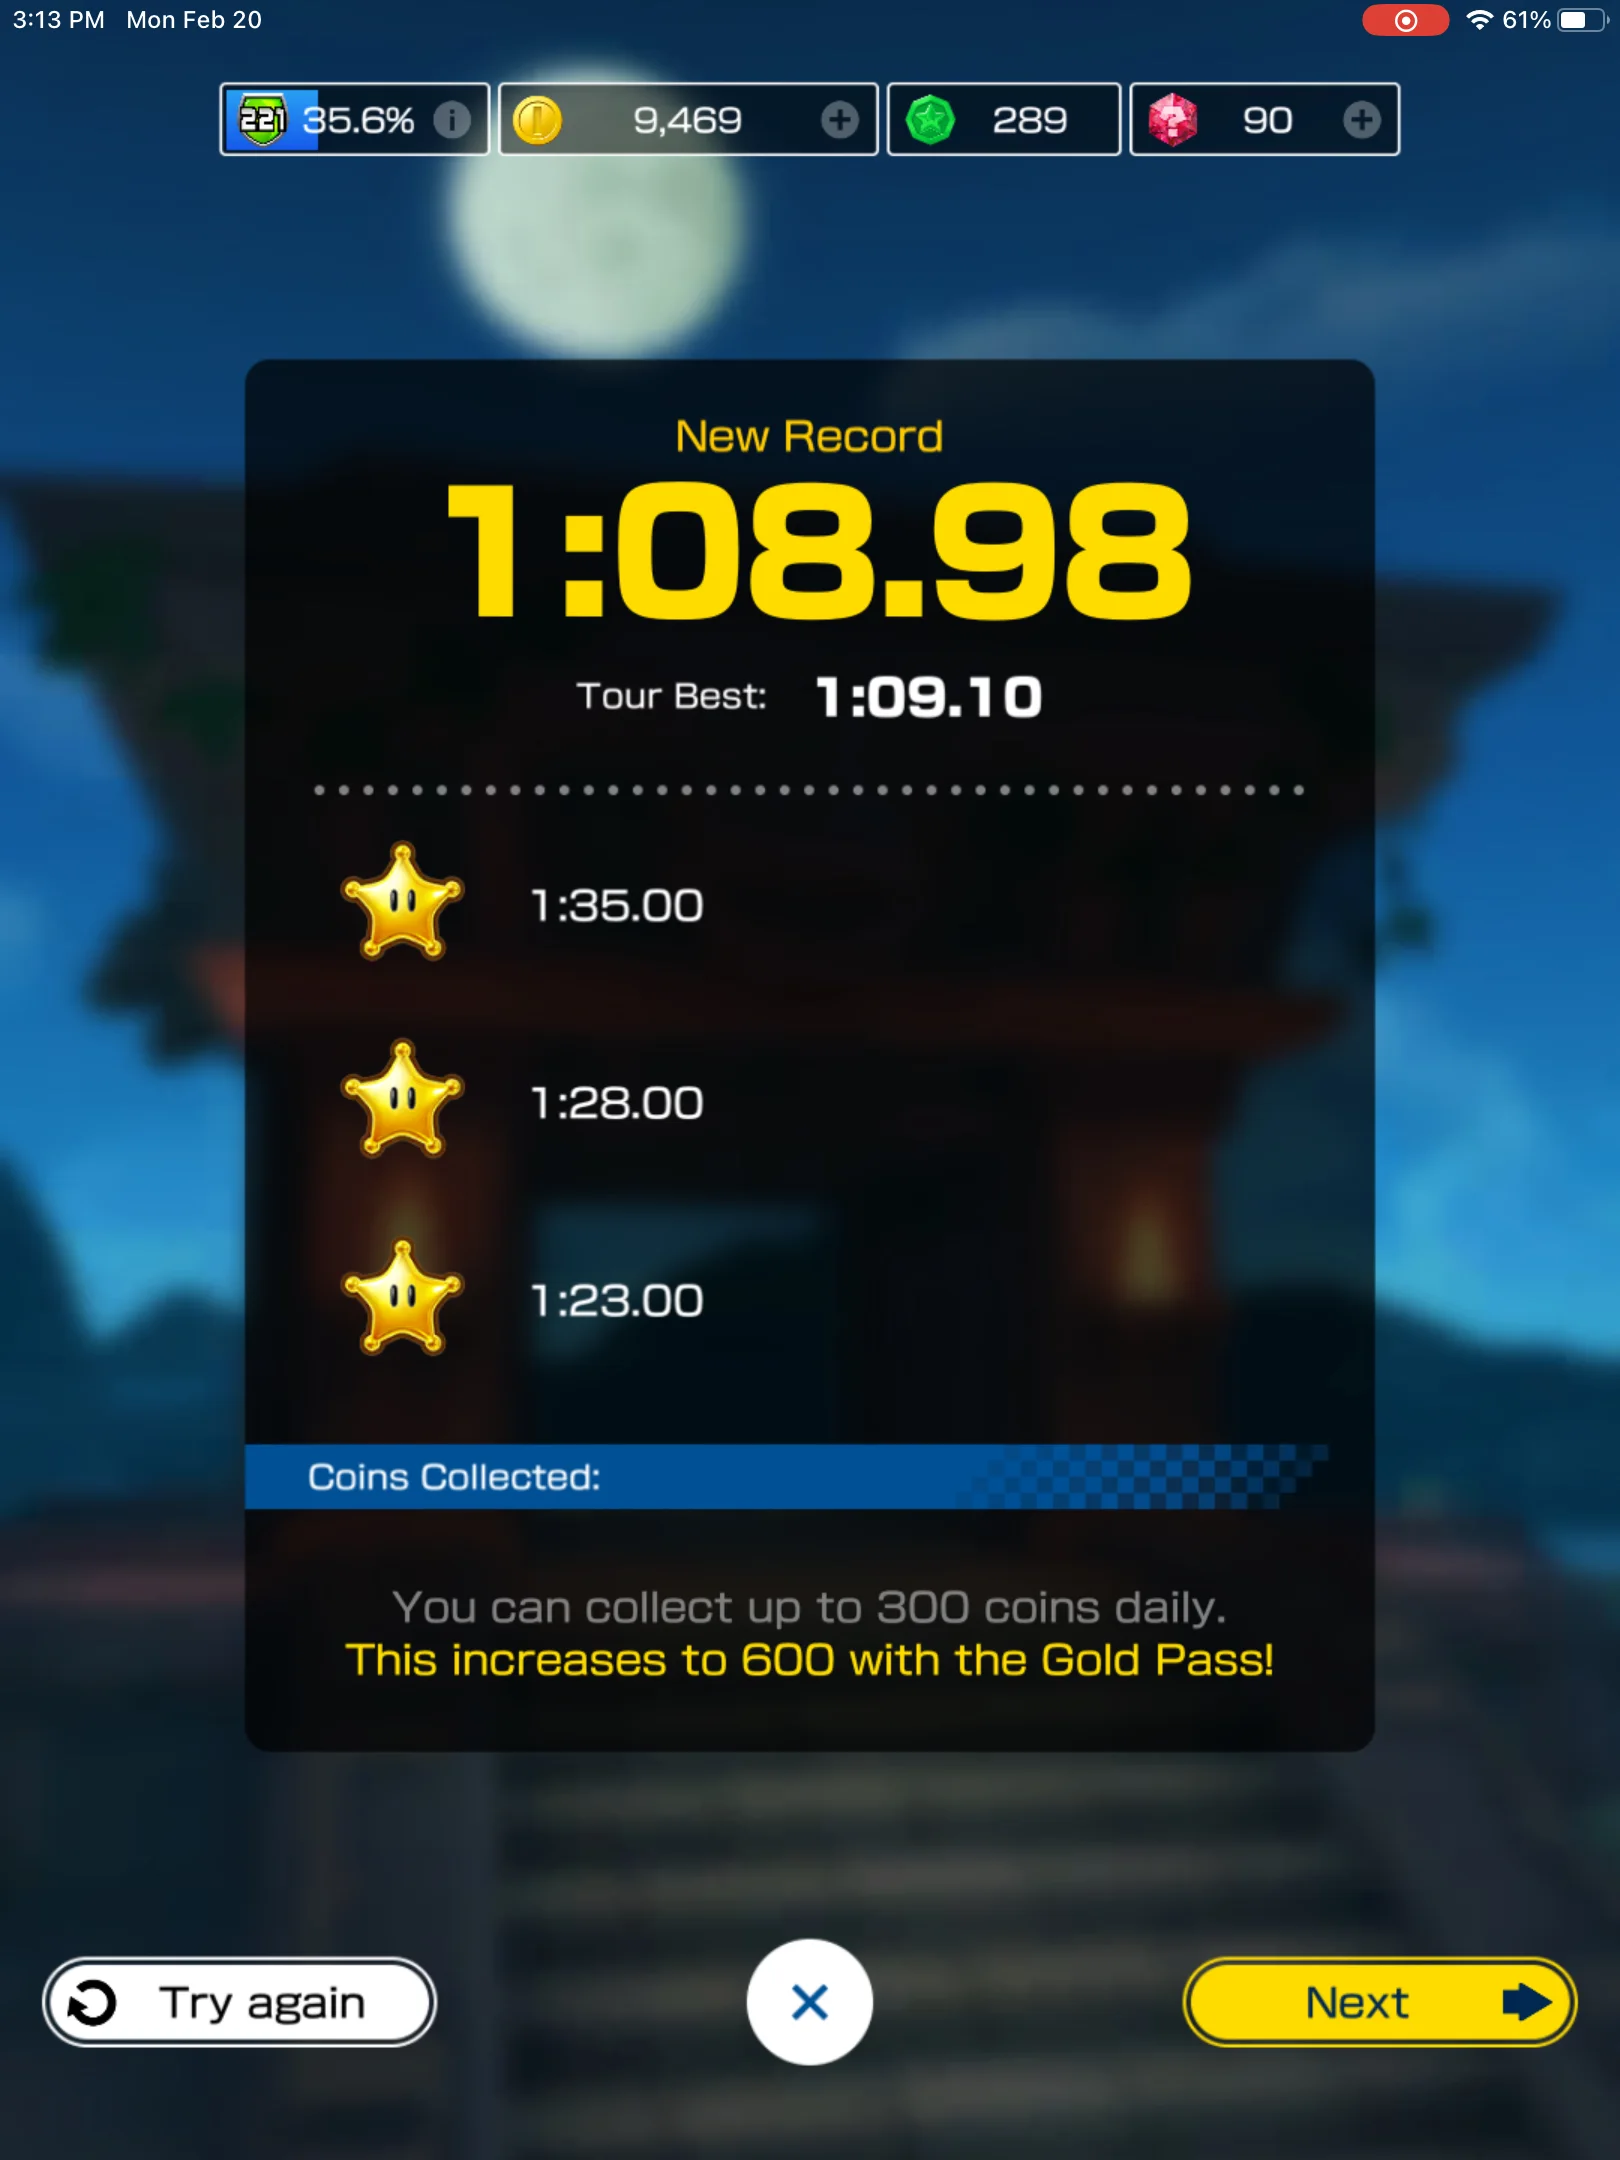 3:13 PM Mon Feb 20 61%
221 35.6% 9,469 289 90
New Record
1:08.98
Tour Best: 1:09.10
1:35.00
1:28.00
1:23.00
Coins Collected:
You can collect up to 300 coins daily.
This increases to 600 with the Gold Pass!
Try again
Next